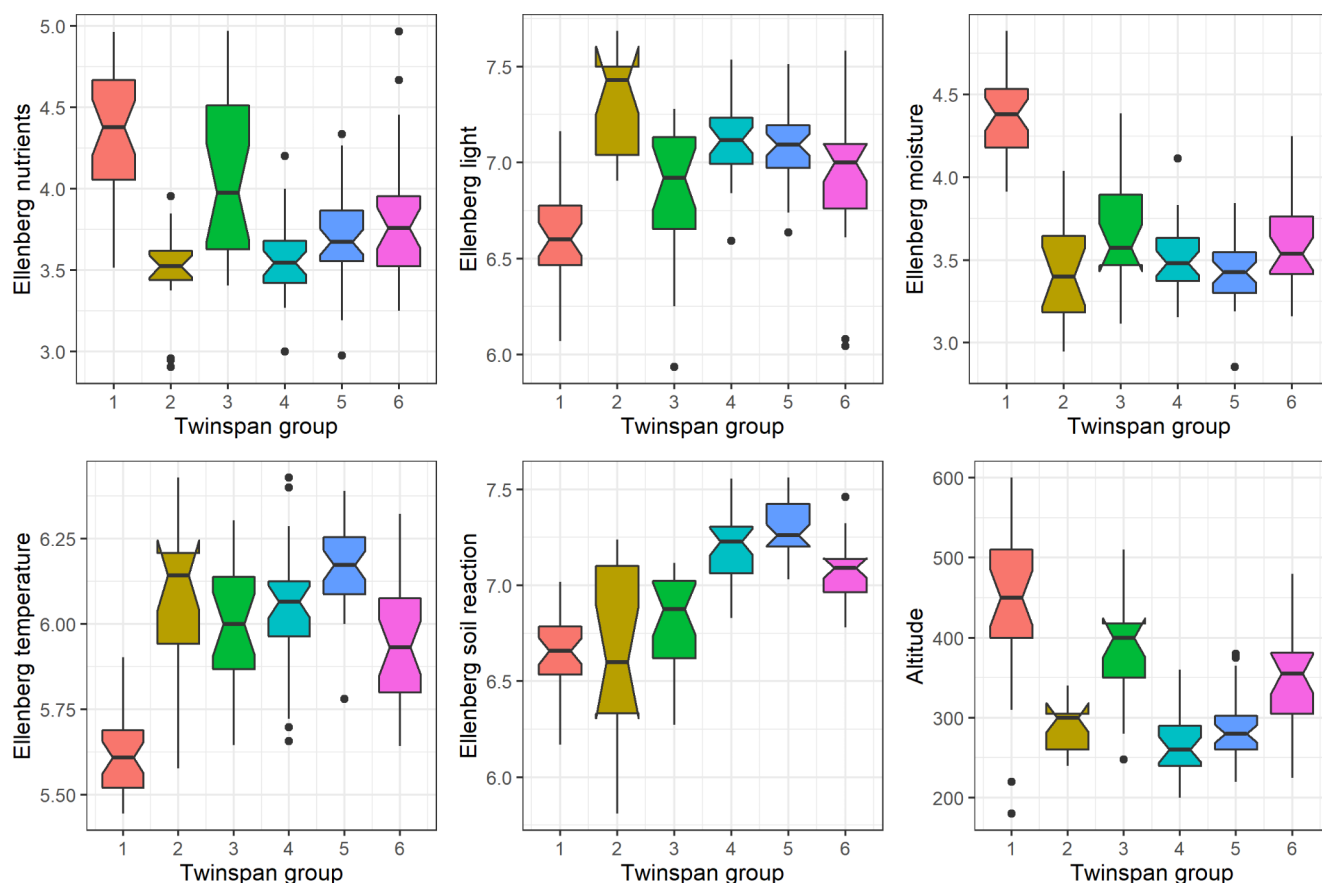 Ellenberg nutrients
5.0
4.5
4.0
3.5
3.0
1 2 3 4 5 6
Twinspan group
Ellenberg light
7.5
7.0
6.5
6.0
1 2 3 4 5 6
Twinspan group
Ellenberg moisture
4.5
4.0
3.5
3.0
1 2 3 4 5 6
Twinspan group
Ellenberg temperature
6.25
6.00
5.75
5.50
1 2 3 4 5 6
Twinspan group
Ellenberg soil reaction
7.5
7.0
6.5
6.0
1 2 3 4 5 6
Twinspan group
Altitude
600
500
400
300
200
1 2 3 4 5 6
Twinspan group